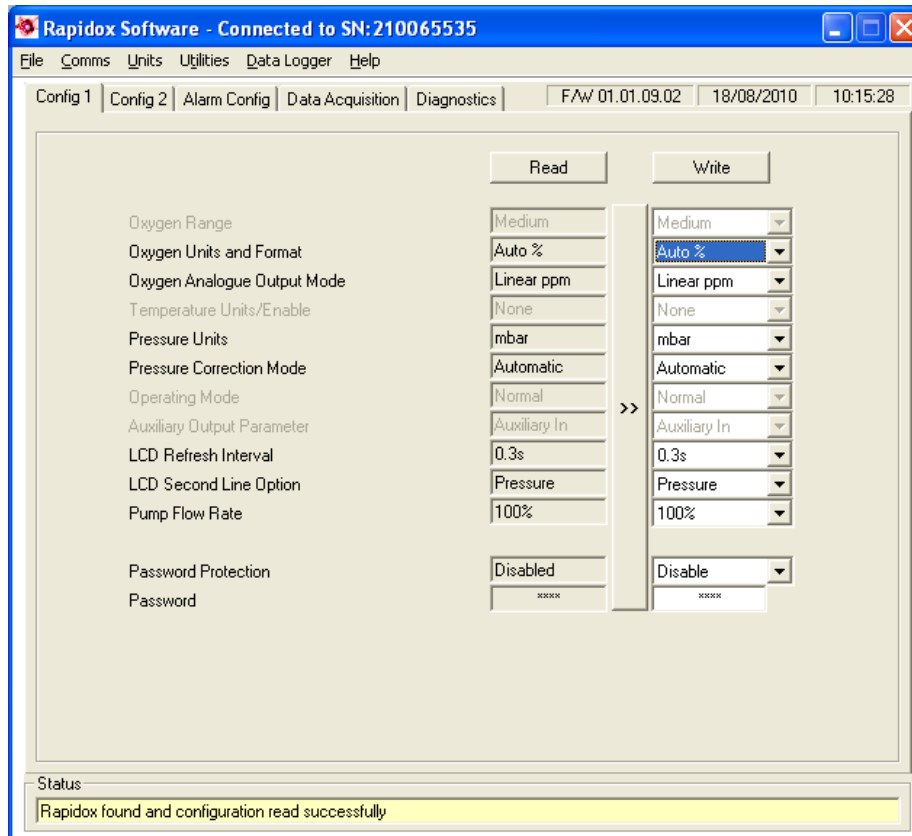 Rapidox Software - Connected to SN:210065535
File Comms Units Utilities Data Logger Help
Config 1 Config 2 Alarm Config Data Acquisition Diagnostics F/W 01.01.09.02 18/08/2010 10:15:28
Read Write
Oxygen Range Medium Medium
Oxygen Units and Format Auto % Auto %
Oxygen Analogue Output Mode Linear ppm Linear ppm
Temperature Units/Enable None None
Pressure Units mbar mbar
Pressure Correction Mode Automatic Automatic
Operating Mode Normal >> Normal
Auxiliary Output Parameter Auxiliary In Auxiliary In
LCD Refresh Interval 0.3s 0.3s
LCD Second Line Option Pressure Pressure
Pump Flow Rate 100% 100%
Password Protection Disabled Disable
Password **** ****
Status
Rapidox found and configuration read successfully